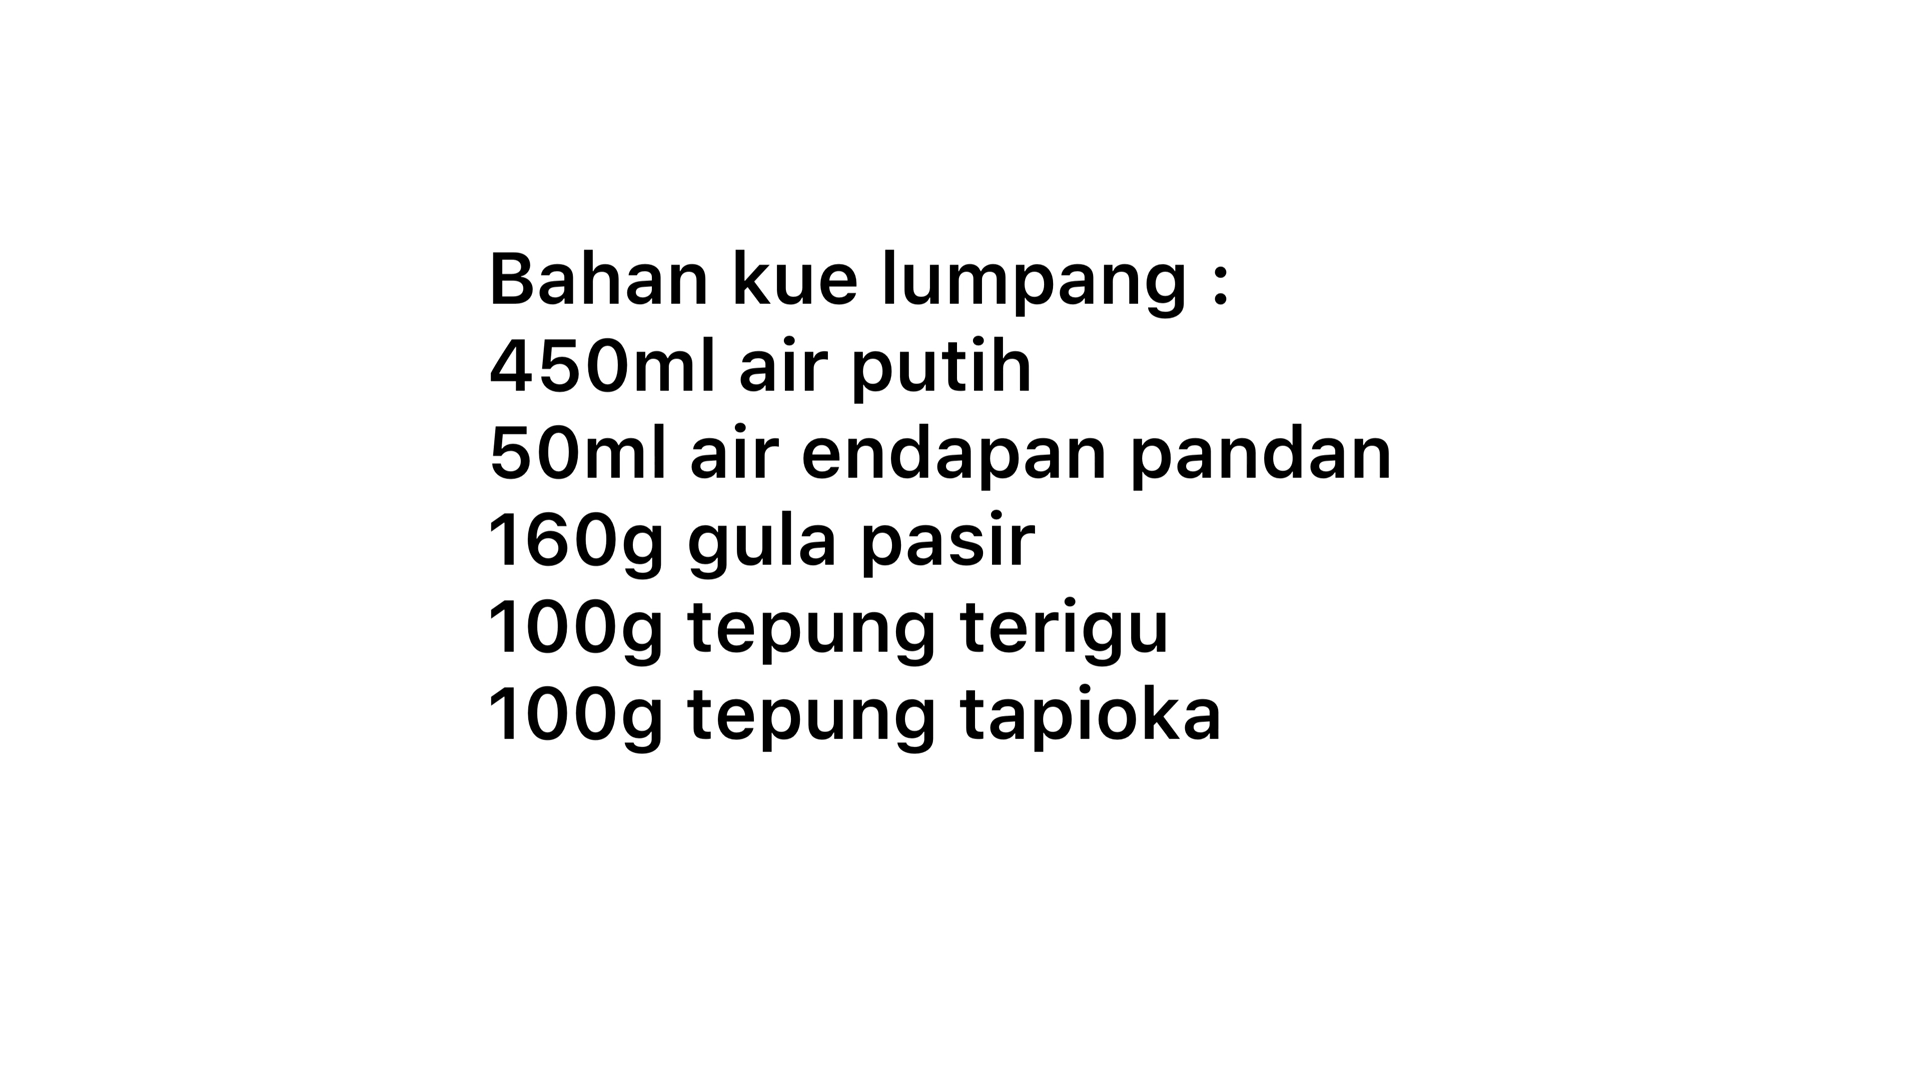 Bahan kue lumpang :
450ml air putih
50ml air endapan pandan
160g gula pasir
100g tepung terigu
100g tepung tapioka